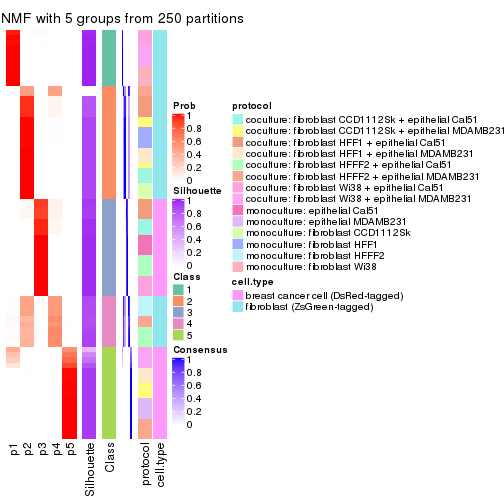 NMF with 5 groups from 250 partitions
Prob
1
0.8
0.6
0.4
0.2
0
Silhouette
1
0.8
0.6
0.4
0.2
0
Class
1
2
3
4
5
Consensus
1
0.8
0.6
0.4
0.2
0
protocol
coculture: fibroblast CCD1112Sk + epithelial Cal51
coculture: fibroblast CCD1112Sk + epithelial MDAMB231
coculture: fibroblast HFF1 + epithelial Cal51
coculture: fibroblast HFF1 + epithelial MDAMB231
coculture: fibroblast HFFF2 + epithelial Cal51
coculture: fibroblast HFFF2 + epithelial MDAMB231
coculture: fibroblast Wi38 + epithelial Cal51
coculture: fibroblast Wi38 + epithelial MDAMB231
monoculture: epithelial Cal51
monoculture: epithelial MDAMB231
monoculture: fibroblast CCD1112Sk
monoculture: fibroblast HFF1
monoculture: fibroblast HFFF2
monoculture: fibroblast Wi38
cell.type
breast cancer cell (DsRed-tagged)
fibroblast (ZsGreen-tagged)
p1
p2
p3
p4
p5
Silhouette
Class
protocol
cell.type